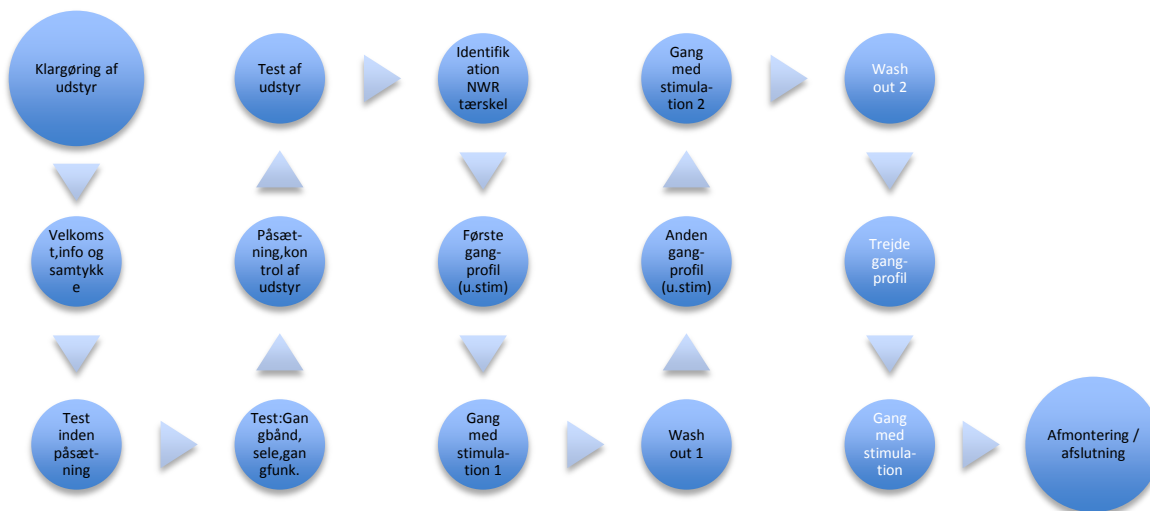 Klargøring af
udstyr
Velkoms
t,info og
samtykk
e
Test
inden
påsæt-
ning
Test:Gan
gbånd,
sele,gan
gfunk.
Påsæt-
ning,kon
trol af
udstyr
Test af
udstyr
Identifik
ation
NWR
tærskel
Første
gang-
profil
(u.stim)
Gang
med
stimula-
tion 1
Wash
out 1
Anden
gang-
profil
(u.stim)
Gang
med
stimula-
tion 2
Wash
out 2
Trejde
gang-
profil
Gang
med
stimula-
tion
Afmontering /
afslutning